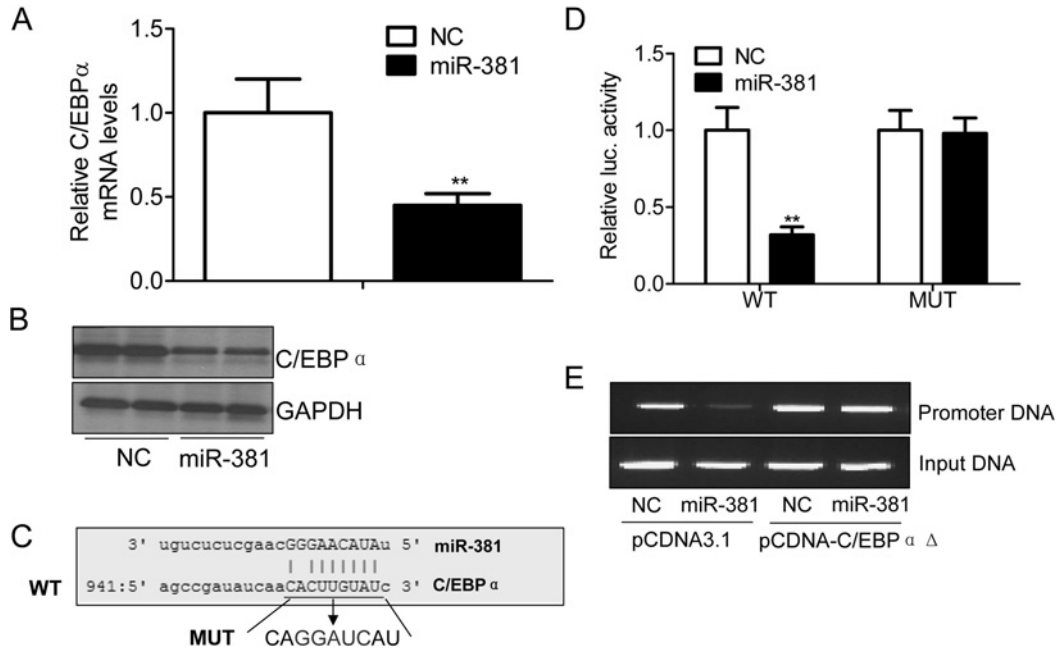 A
1.5
1.0
0.5
0.0
Relative C/EBPα
mRNA levels
NC
miR-381
**
B
C/EBP α
GAPDH
NC miR-381
C
3' ugucucucgaacGGGAACAUAu 5' miR-381
WT 941:5' agccgauaucaaCACUUGUAUc 3' C/EBP α
MUT CAGGAUCAU
D
1.5
1.0
0.5
0.0
Relative luc. activity
NC
miR-381
**
WT MUT
E
Promoter DNA
Input DNA
NC miR-381 NC miR-381
pCDNA3.1 pCDNA-C/EBP α Δ